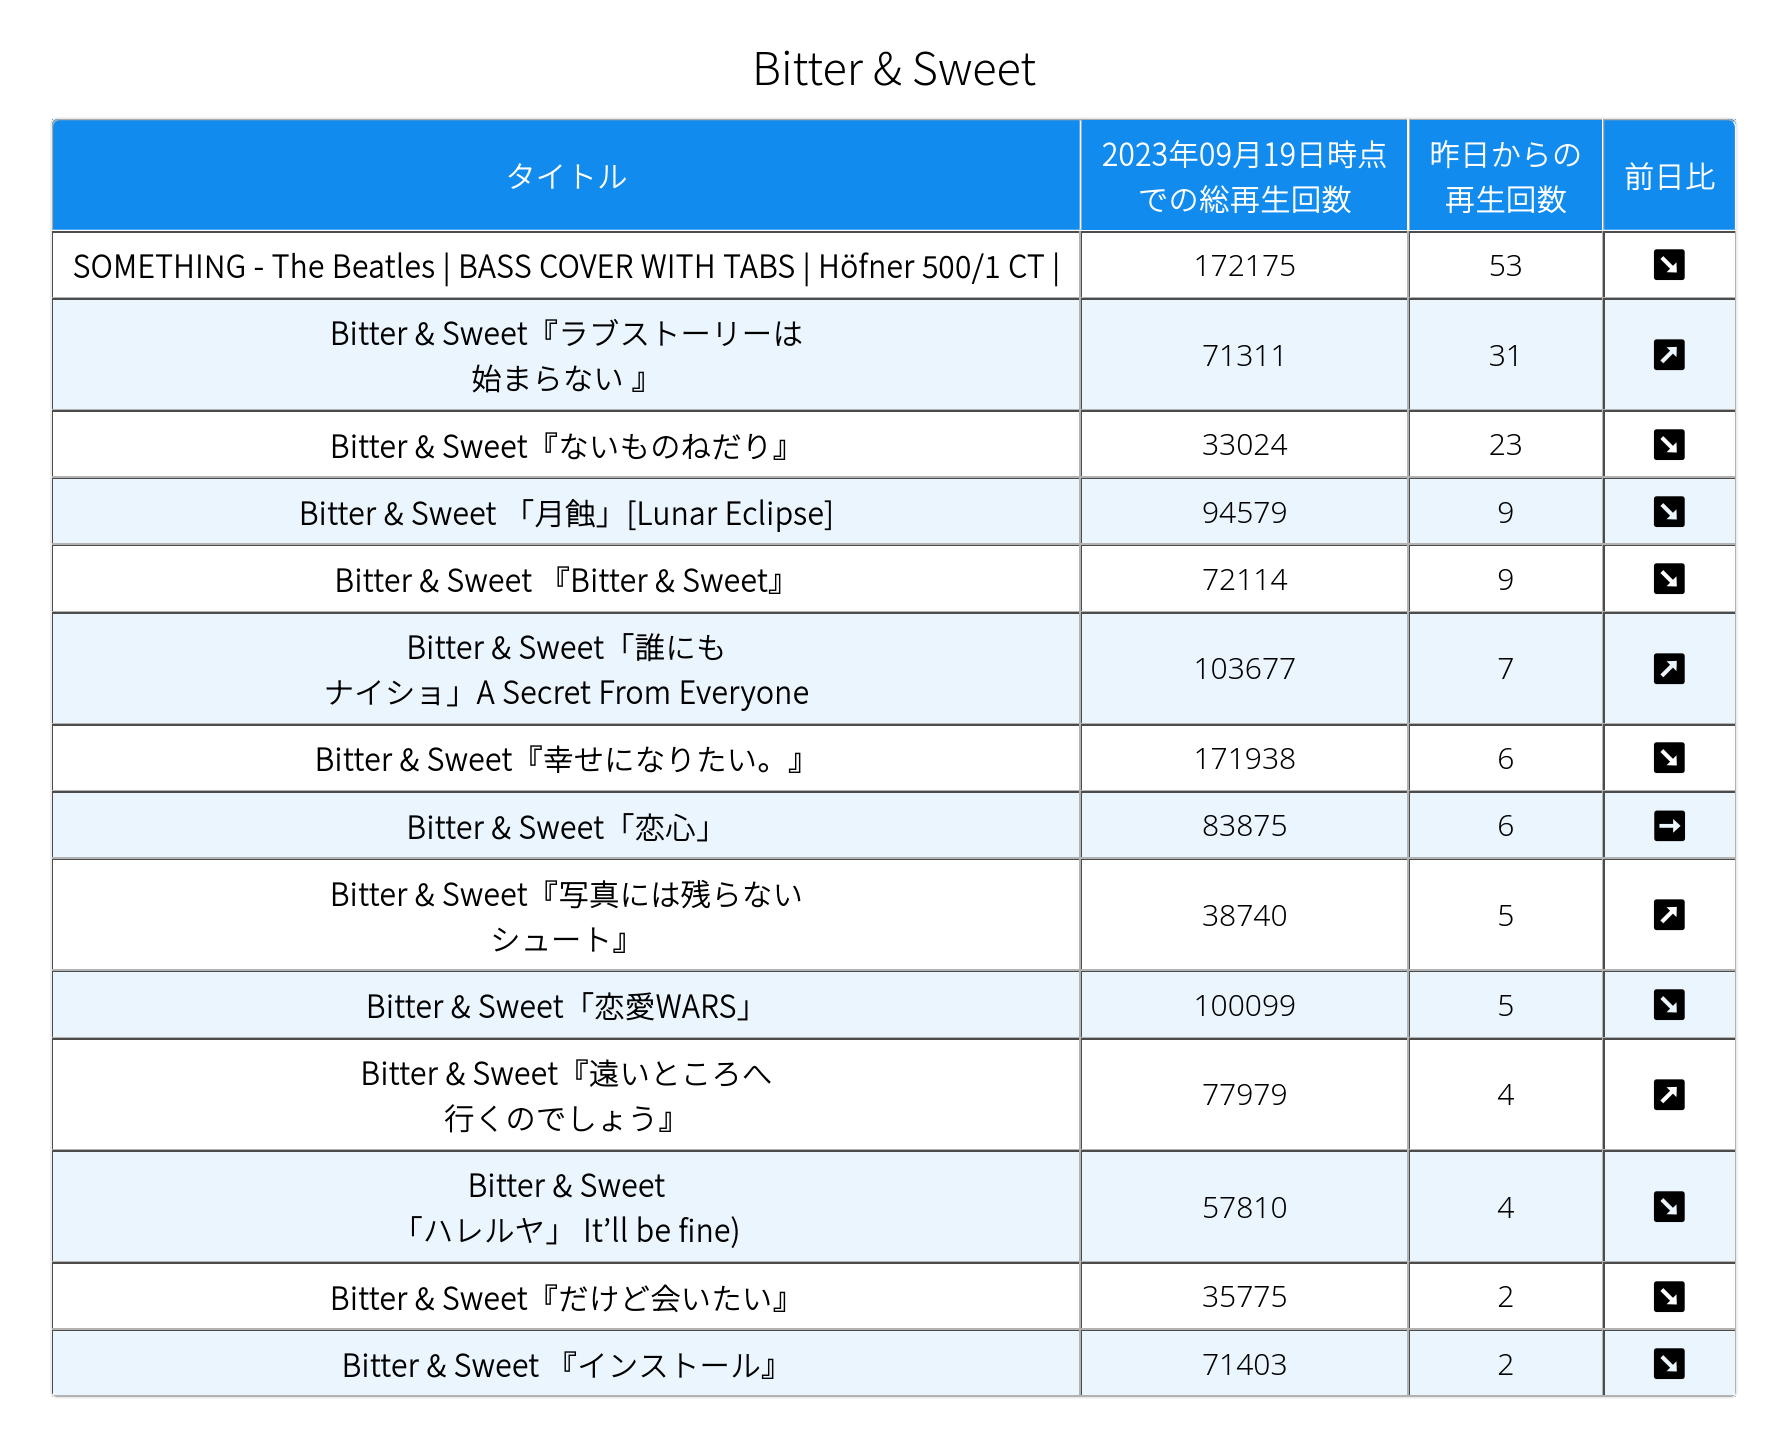 Bitter & Sweet
タイトル
2023年09月19日時点
での総再生回数
昨日からの
再生回数
前日比
SOMETHING - The Beatles | BASS COVER WITH TABS | Höfner 500/1 CT |
172175
53
Bitter & Sweet『ラブストーリーは
始まらない 』
71311
31
Bitter & Sweet『ないものねだり』
33024
23
Bitter & Sweet 「月蝕」[Lunar Eclipse]
94579
9
Bitter & Sweet 『Bitter & Sweet』
72114
9
Bitter & Sweet「誰にも
ナイショ」A Secret From Everyone
103677
7
Bitter & Sweet『幸せになりたい。』
171938
6
Bitter & Sweet「恋心」
83875
6
Bitter & Sweet『写真には残らない
シュート』
38740
5
Bitter & Sweet「恋愛WARS」
100099
5
Bitter & Sweet『遠いところへ
行くのでしょう』
77979
4
Bitter & Sweet
「ハレルヤ」 It’ll be fine)
57810
4
Bitter & Sweet『だけど会いたい』
35775
2
Bitter & Sweet 『インストール』
71403
2